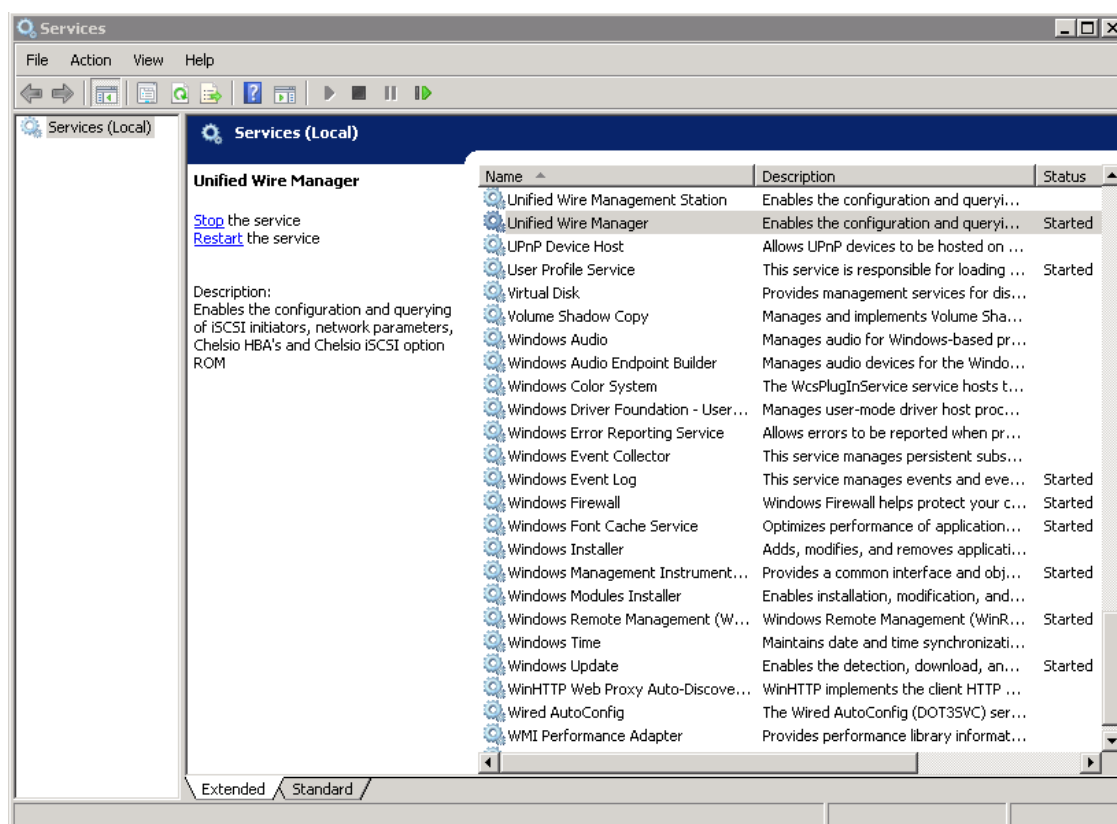 Services
File Action View Help
Services (Local)
Services (Local)
Unified Wire Manager
Stop the service
Restart the service
Description:
Enables the configuration and querying
of iSCSI initiators, network parameters,
Chelsio HBA's and Chelsio iSCSI option
ROM
Name Description Status
Unified Wire Management Station Enables the configuration and queryi...
Unified Wire Manager Enables the configuration and queryi... Started
UPnP Device Host Allows UPnP devices to be hosted on ...
User Profile Service This service is responsible for loading ... Started
Virtual Disk Provides management services for dis...
Volume Shadow Copy Manages and implements Volume Sha...
Windows Audio Manages audio for Windows-based pr...
Windows Audio Endpoint Builder Manages audio devices for the Windo...
Windows Color System The WcsPlugInService service hosts t...
Windows Driver Foundation - User... Manages user-mode driver host proc...
Windows Error Reporting Service Allows errors to be reported when pr...
Windows Event Collector This service manages persistent subs...
Windows Event Log This service manages events and eve... Started
Windows Firewall Windows Firewall helps protect your c... Started
Windows Font Cache Service Optimizes performance of application... Started
Windows Installer Adds, modifies, and removes applicati...
Windows Management Instrument... Provides a common interface and obj... Started
Windows Modules Installer Enables installation, modification, and...
Windows Remote Management (W... Windows Remote Management (WinR... Started
Windows Time Maintains date and time synchronizati...
Windows Update Enables the detection, download, an... Started
WinHTTP Web Proxy Auto-Discove... WinHTTP implements the client HTTP ...
Wired AutoConfig The Wired AutoConfig (DOT3SVC) ser...
WMI Performance Adapter Provides performance library informat...
Extended Standard